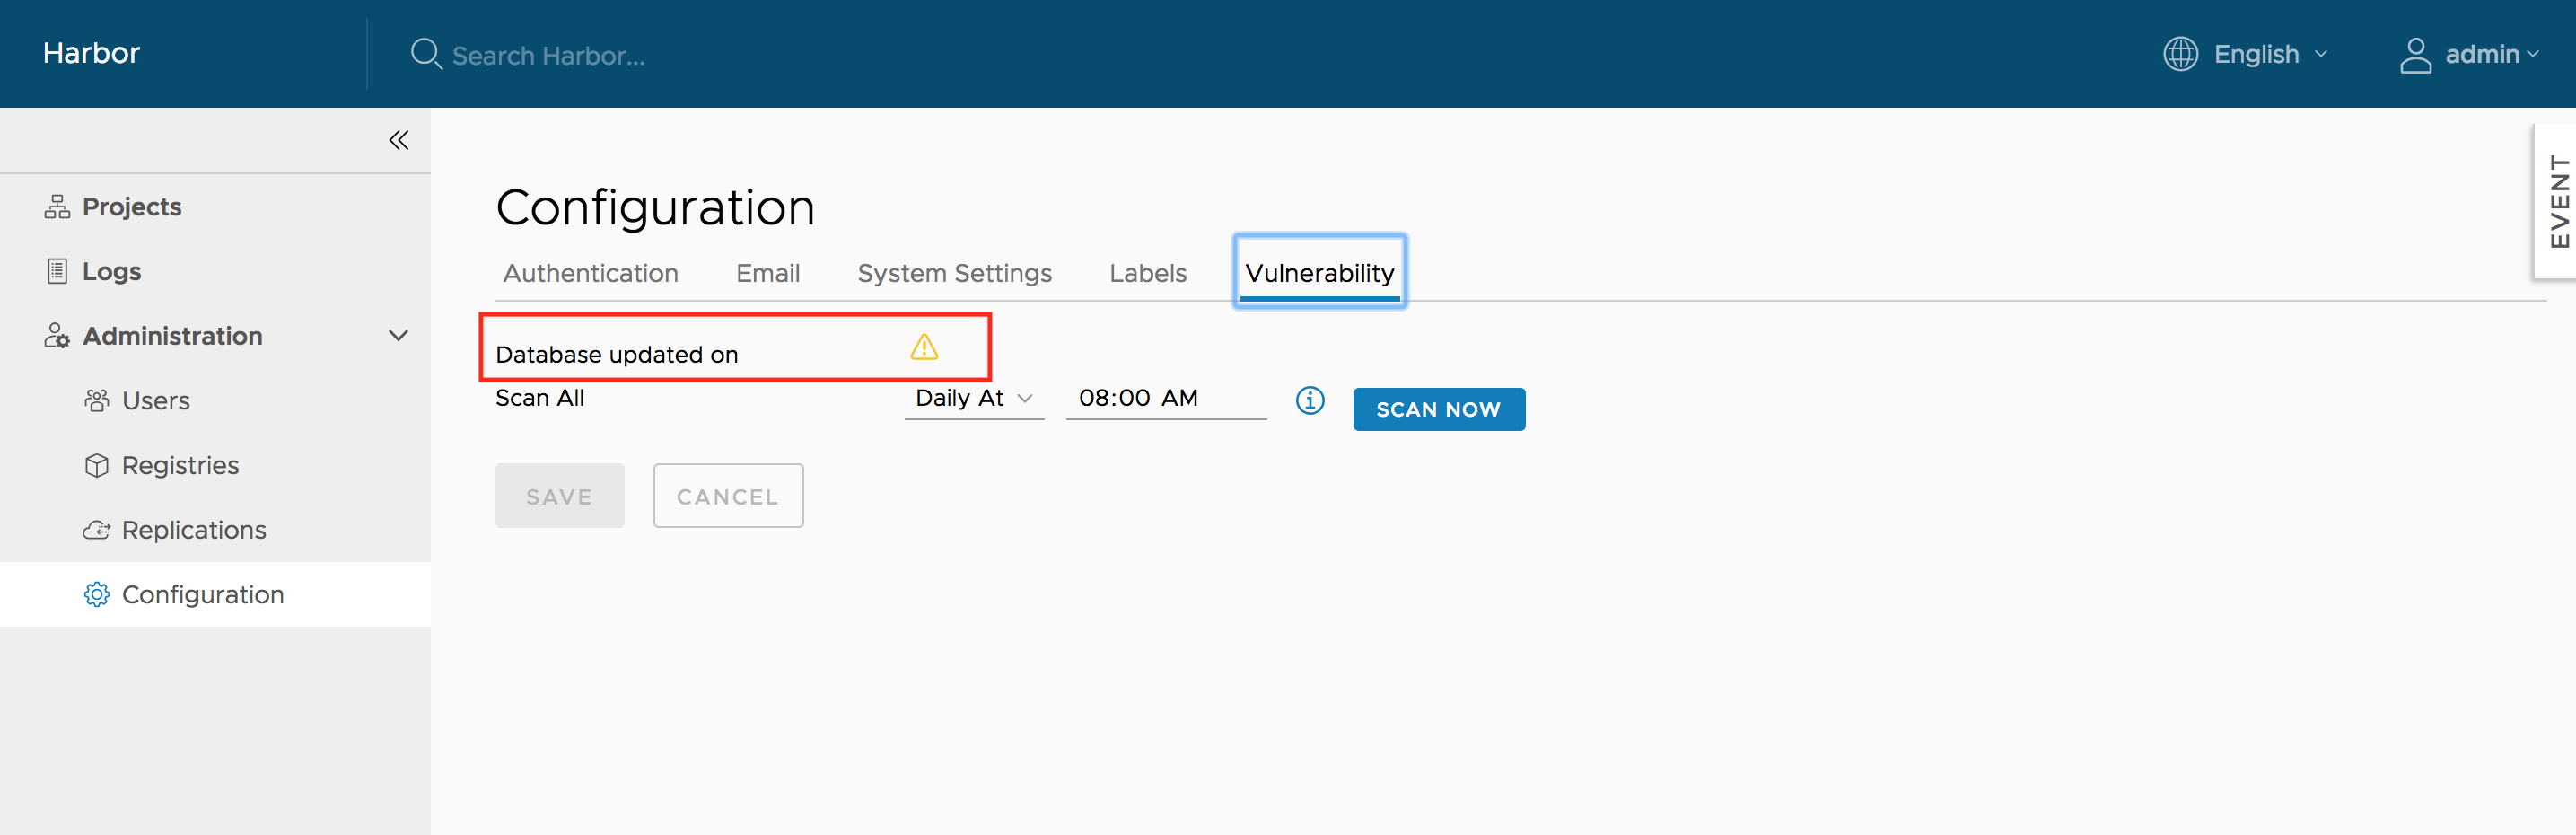 Harbor
Search Harbor...
English
admin
EVENT
Projects
Logs
Administration
Users
Registries
Replications
Configuration
Configuration
Authentication Email System Settings Labels Vulnerability
Database updated on
Scan All Daily At 08:00 AM SCAN NOW
SAVE CANCEL